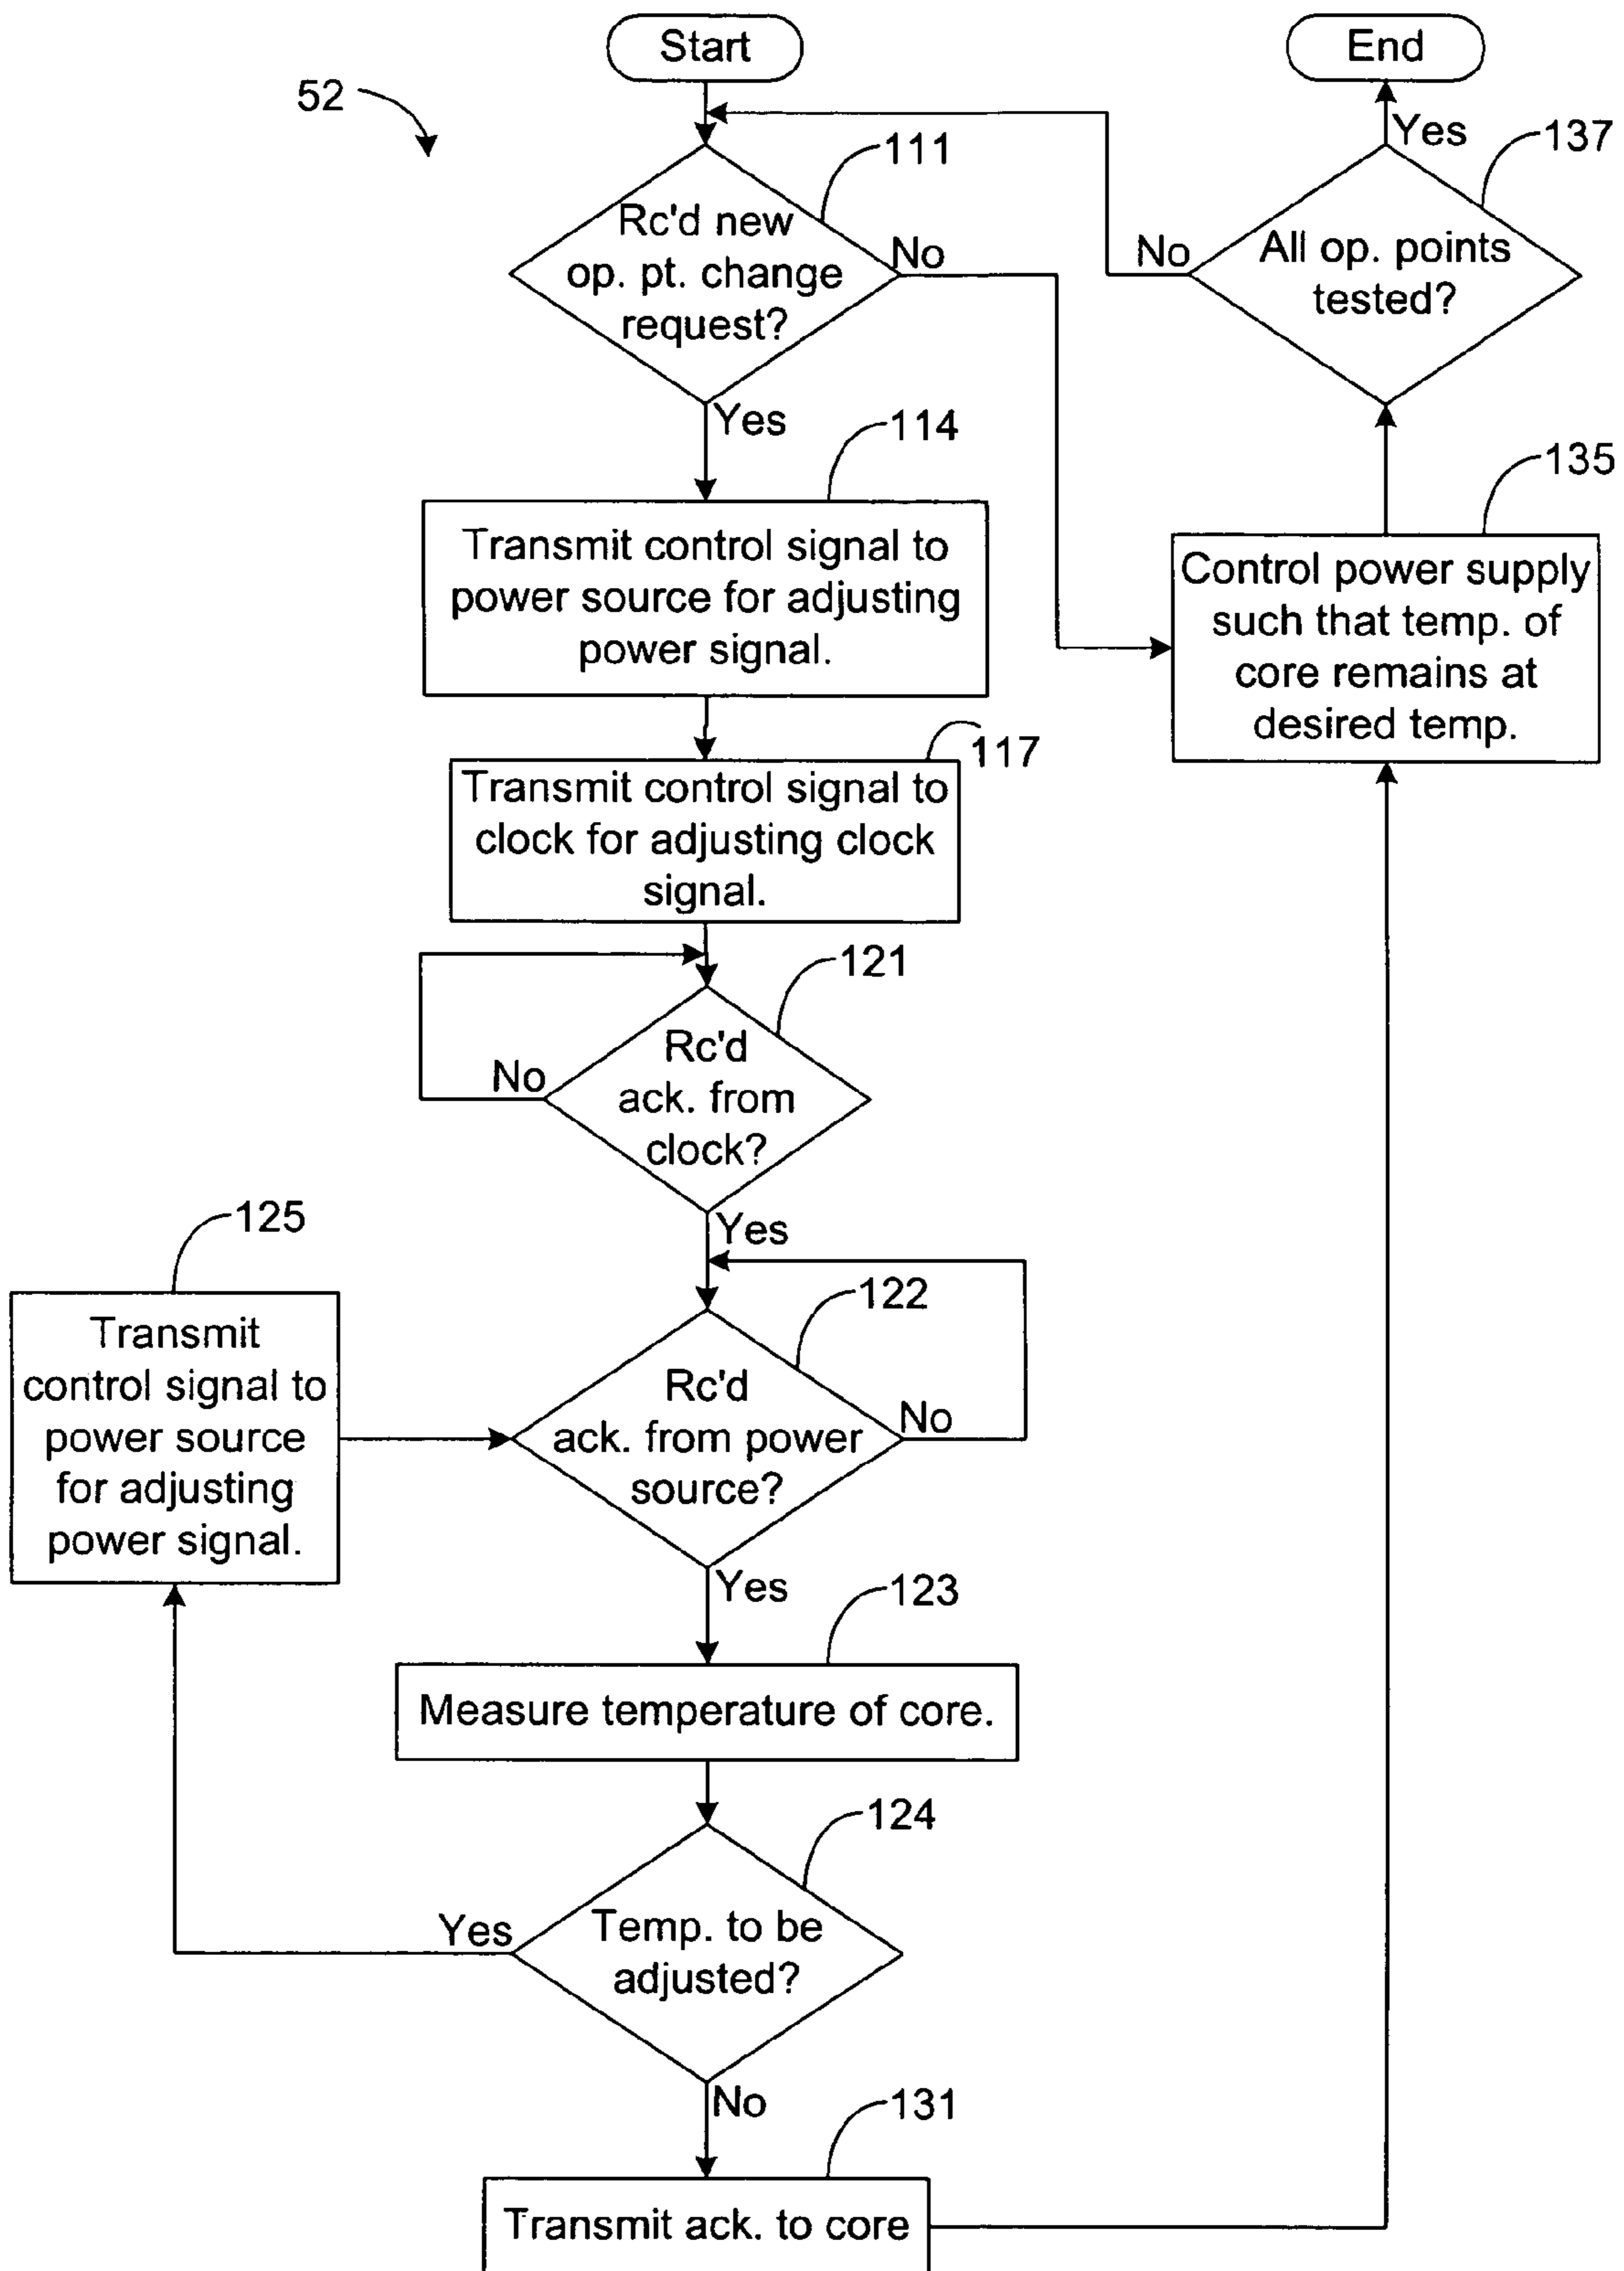 Start
End
52
Yes
137
111
Rc'd new
op. pt. change
request?
No
No
All op. points
tested?
Yes
114
135
Transmit control signal to
power source for adjusting
power signal.
Control power supply
such that temp. of
core remains at
desired temp.
117
Transmit control signal to
clock for adjusting clock
signal.
121
Rc'd
ack. from
clock?
No
Yes
125
122
Transmit
control signal to
power source
for adjusting
power signal.
Rc'd
ack. from power
source?
No
Yes
123
Measure temperature of core.
124
Temp. to be
adjusted?
Yes
No
131
Transmit ack. to core